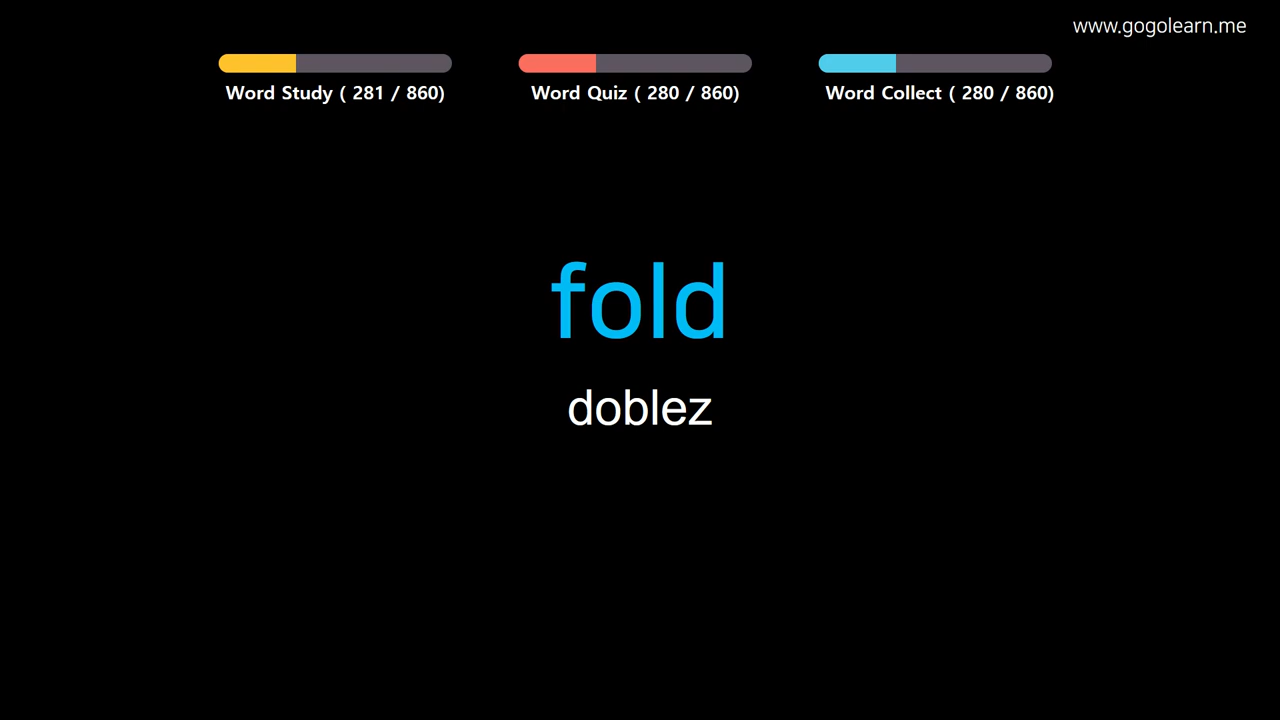 www.gogolearn.me
Word Study ( 281 / 860)
Word Quiz ( 280 / 860)
Word Collect ( 280 / 860)
fold
doblez